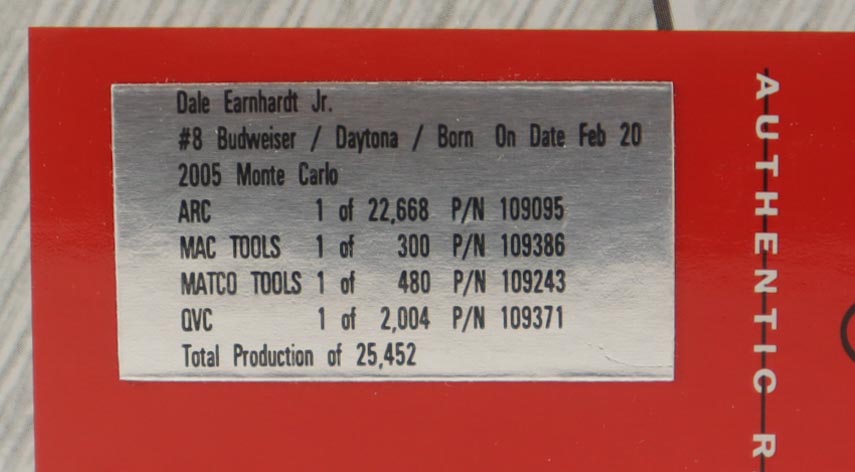 Dale Earnhardt Jr.
#8 Budweiser / Daytona / Born On Date Feb 20
2005 Monte Carlo
ARC 1 of 22,668 P/N 109095
MAC TOOLS 1 of 300 P/N 109386
MATCO TOOLS 1 of 480 P/N 109243
QVC 1 of 2,004 P/N 109371
Total Production of 25,452
AUTHENTIC R